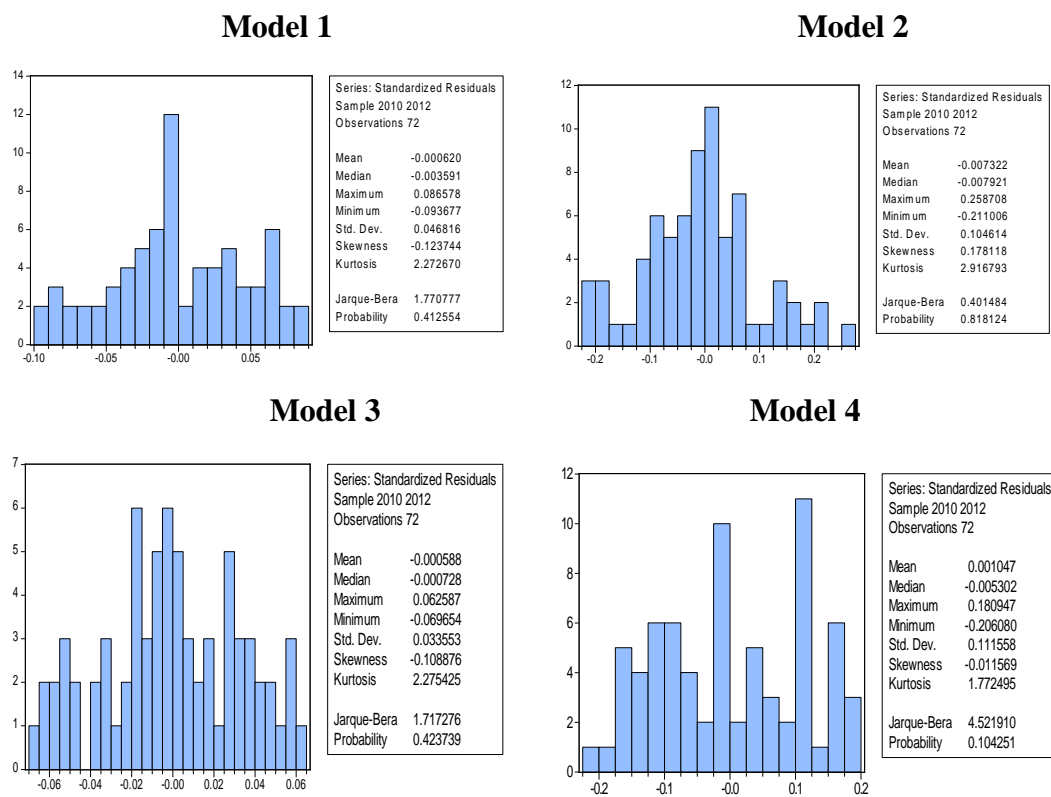 Model 1
14
12
10
8
6
4
2
0
-0.10 -0.05 -0.00 0.05
Series: Standardized Residuals
Sample 2010 2012
Observations 72
Mean -0.000620
Median -0.003591
Maximum 0.086578
Minimum -0.093677
Std. Dev. 0.046816
Skewness -0.123744
Kurtosis 2.272670
Jarque-Bera 1.770777
Probability 0.412554
Model 2
12
10
8
6
4
2
0
-0.2 -0.1 -0.0 0.1 0.2
Series: Standardized Residuals
Sample 2010 2012
Observations 72
Mean -0.007322
Median -0.007921
Maximum 0.258708
Minimum -0.211006
Std. Dev. 0.104614
Skewness 0.178118
Kurtosis 2.916793
Jarque-Bera 0.401484
Probability 0.818124
Model 3
7
6
5
4
3
2
1
0
-0.06 -0.04 -0.02 -0.00 0.02 0.04 0.06
Series: Standardized Residuals
Sample 2010 2012
Observations 72
Mean -0.000588
Median -0.000728
Maximum 0.062587
Minimum -0.069654
Std. Dev. 0.033553
Skewness -0.108876
Kurtosis 2.275425
Jarque-Bera 1.717276
Probability 0.423739
Model 4
12
10
8
6
4
2
0
-0.2 -0.1 -0.0 0.1 0.2
Series: Standardized Residuals
Sample 2010 2012
Observations 72
Mean 0.001047
Median -0.005302
Maximum 0.180947
Minimum -0.206080
Std. Dev. 0.111558
Skewness -0.011569
Kurtosis 1.772495
Jarque-Bera 4.521910
Probability 0.104251